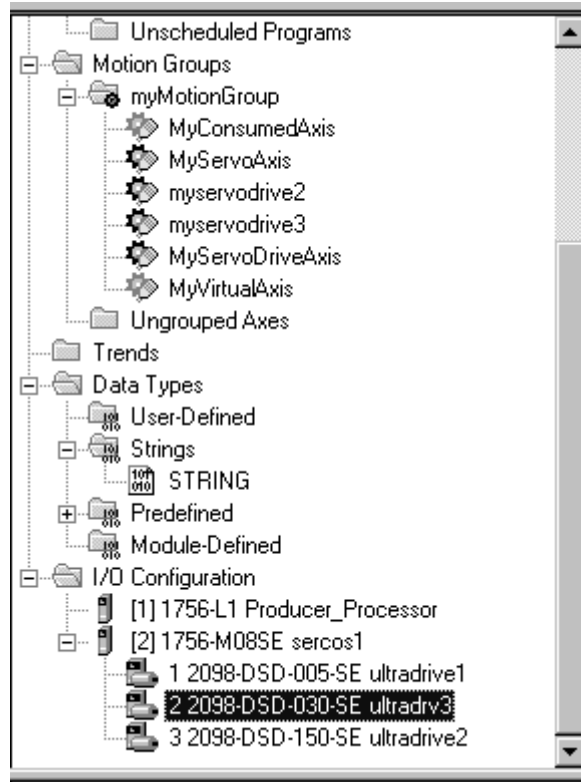 Unscheduled Programs
Motion Groups
myMotionGroup
MyConsumedAxis
MyServoAxis
myservodrive2
myservodrive3
MyServoDriveAxis
MyVirtualAxis
Ungrouped Axes
Trends
Data Types
User-Defined
Strings
STRING
Predefined
Module-Defined
I/O Configuration
[1] 1756-L1 Producer_Processor
[2] 1756-M08SE sercos1
1 2098-DSD-005-SE ultradrive1
2 2098-DSD-030-SE ultradrv3
3 2098-DSD-150-SE ultradrive2